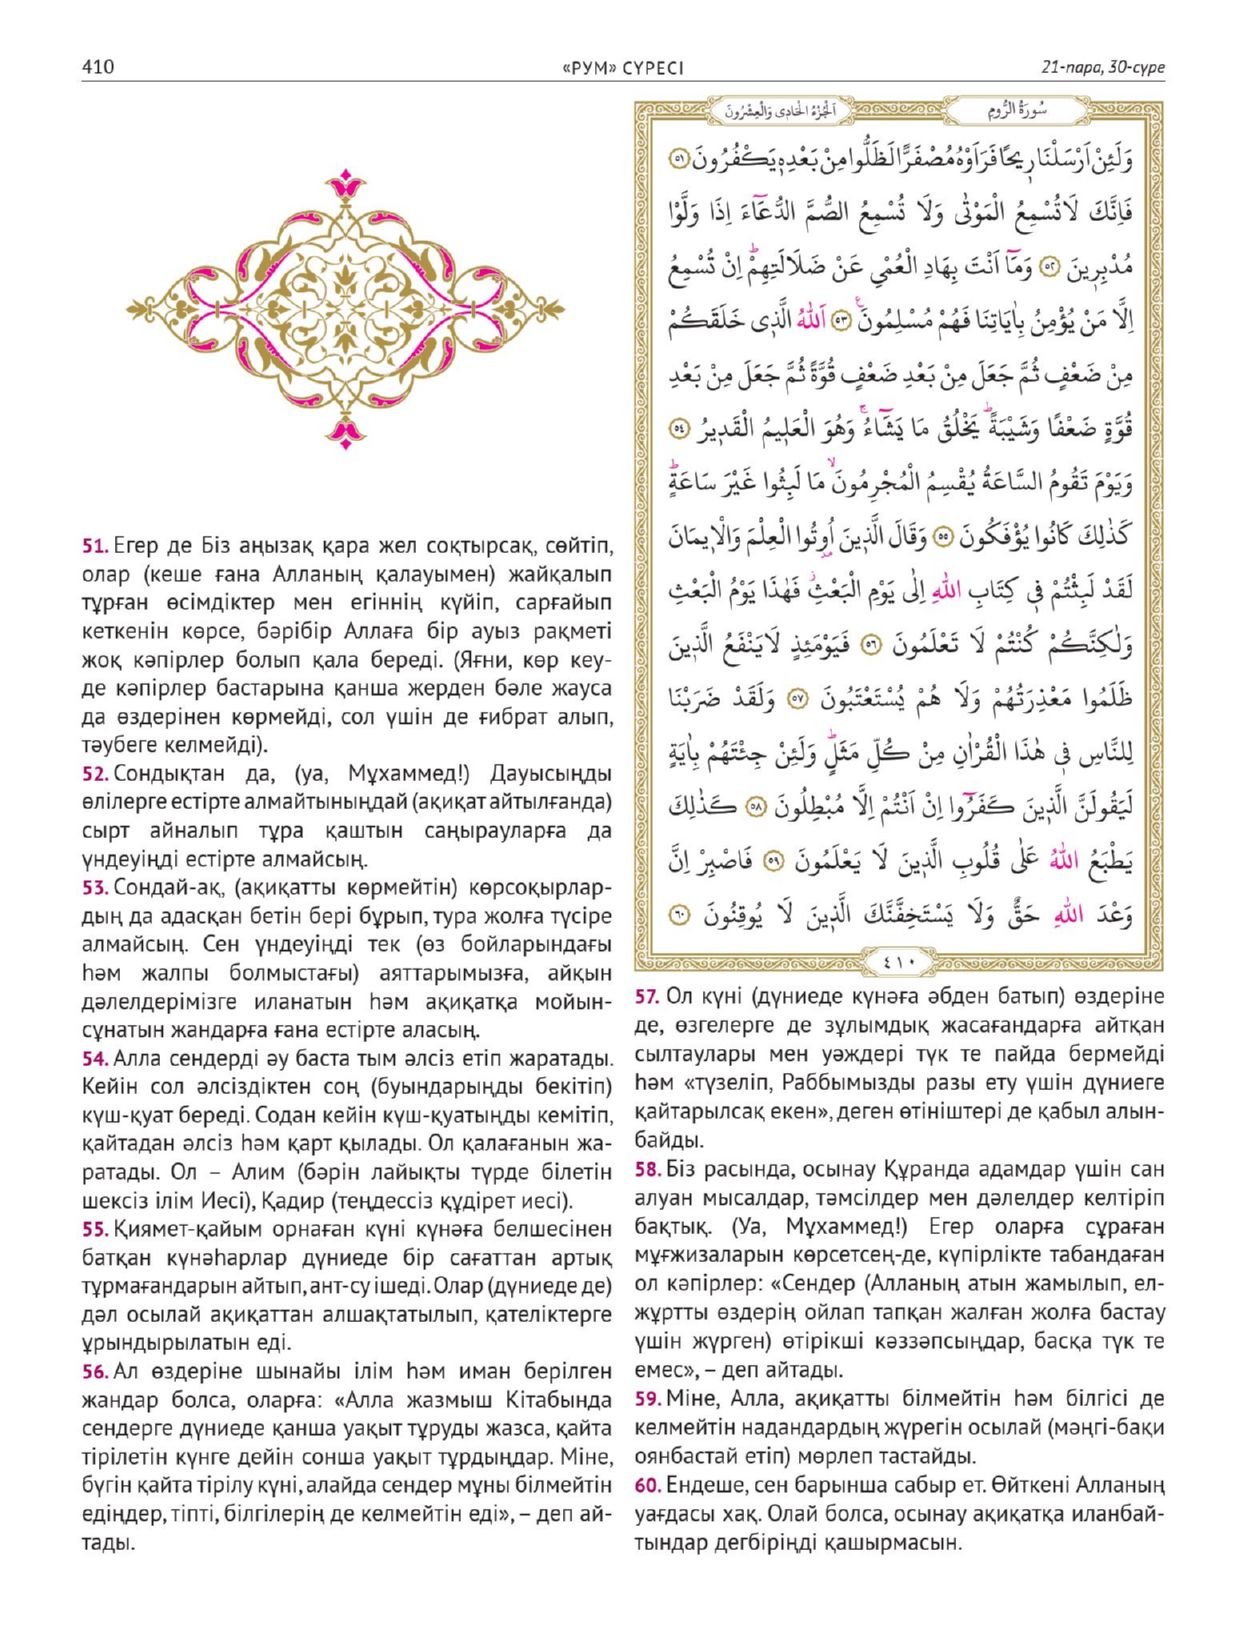 410
«РУМ» СҮРЕСІ
21-пара, 30-сүре
51. Егер де Біз аңызақ қара жел соқтырсақ, сөйтіп,
олар (кеше ғана Алланың қалауымен) жайқалып
тұрған өсімдіктер мен егіннің күйіп, сарғайып
кеткенін көрсе, бәрібір Аллаға бір ауыз рақметі
жоқ кәпірлер болып қала береді. (Яғни, көр кеу-
де кәпірлер бастарына қанша жерден бәле жауса
да өздерінен көрмейді, сол үшін де ғибрат алып,
тәубеге келмейді).
52. Сондықтан да, (уа, Мұхаммед!) Дауысыңды
өлілерге естірте алмайтыныңдай (ақиқат айтылғанда)
сырт айналып тұра қаштын саңырауларға да
үндеуіңді естірте алмайсың.
53. Сондай-ақ, (ақиқатты көрмейтін) көрсоқырлар-
дың да адасқан бетін бері бұрып, тура жолға түсіре
алмайсың. Сен үндеуіңді тек (өз бойларындағы
һәм жалпы болмыстағы) аяттарымызға, айқын
дәлелдерімізге иланатын һәм ақиқатқа мойын-
сұнатын жандарға ғана естірте аласың.
54. Алла сендерді әу баста тым әлсіз етіп жаратады.
Кейін сол әлсіздіктен соң (буындарыңды бекітіп)
күш-қуат береді. Содан кейін күш-қуатыңды кемітіп,
қайтадан әлсіз һәм қарт қылады. Ол қалағанын жа-
ратады. Ол – Алим (бәрін лайықты түрде білетін
шексіз ілім Иесі), Қадир (теңдессіз құдірет иесі).
55. Қиямет-қайым орнаған күні күнәға белшесінен
батқан күнәһарлар дүниеде бір сағаттан артық
тұрмағандарын айтып, ант-су ішеді. Олар (дүниеде де)
дәл осылай ақиқаттан алшақтатылып, қателіктерге
ұрындырылатын еді.
56. Ал өздеріне шынайы ілім һәм иман берілген
жандар болса, оларға: «Алла жазмыш Кітабында
сендерге дүниеде қанша уақыт тұруды жазса, қайта
тірілетін күнге дейін сонша уақыт тұрдыңдар. Міне,
бүгін қайта тірілу күні, алайда сендер мұны білмейтін
едіңдер, тіпті, білгілерің де келмейтін еді», – деп ай-
тады.
اَلْجُزْءُ الْحَادِى وَالْعِشْرُونَ
سُورَةُ الرُّومِ
وَلَئِنْ اَرْسَلْنَا رِيحًا فَرَاَوْهُ مُصْفَرًّا لَظَلُّوا مِنْ بَعْدِهٖ يَكْفُرُونَ ٥١
فَاِنَّكَ لَا تُسْمِعُ الْمَوْتٰى وَلَا تُسْمِعُ الصُّمَّ الدُّعَٓاءَ اِذَا وَلَّوْا
مُدْبِرٖينَ ٥٢ وَمَٓا اَنْتَ بِهَادِ الْعُمْىِ عَنْ ضَلَالَتِهِمْۜ اِنْ تُسْمِعُ
اِلَّا مَنْ يُؤْمِنُ بِاٰيَاتِنَا فَهُمْ مُسْلِمُونَ۟ ٥٣ اَللّٰهُ الَّذٖى خَلَقَكُمْ
مِنْ ضَعْفٍ ثُمَّ جَعَلَ مِنْ بَعْدِ ضَعْفٍ قُوَّةً ثُمَّ جَعَلَ مِنْ بَعْدِ
قُوَّةٍ ضَعْفًا وَشَيْبَةًۜ يَخْلُقُ مَا يَشَٓاءُۚ وَهُوَ الْعَلٖيمُ الْقَدٖيرُ ٥٤
وَيَوْمَ تَقُومُ السَّاعَةُ يُقْسِمُ الْمُجْرِمُونَۙ مَا لَبِثُوا غَيْرَ سَاعَةٍۜ
كَذٰلِكَ كَانُوا يُؤْفَكُونَ ٥٥ وَقَالَ الَّذٖينَ اُو۫تُوا الْعِلْمَ وَالْاٖيمَانَ
لَقَدْ لَبِثْتُمْ فٖى كِتَابِ اللّٰهِ اِلٰى يَوْمِ الْبَعْثِؗ فَهٰذَا يَوْمُ الْبَعْثِ
وَلٰكِنَّكُمْ كُنْتُمْ لَا تَعْلَمُونَ ٥٦ فَيَوْمَئِذٍ لَا يَنْفَعُ الَّذٖينَ
ظَلَمُوا مَعْذِرَتُهُمْ وَلَا هُمْ يُسْتَعْتَبُونَ ٥٧ وَلَقَدْ ضَرَبْنَا
لِلنَّاسِ فٖى هٰذَا الْقُرْاٰنِ مِنْ كُلِّ مَثَلٍۜ وَلَئِنْ جِئْتَهُمْ بِاٰيَةٍ
لَيَقُولَنَّ الَّذٖينَ كَفَرُٓوا اِنْ اَنْتُمْ اِلَّا مُبْطِلُونَ ٥٨ كَذٰلِكَ
يَطْبَعُ اللّٰهُ عَلٰى قُلُوبِ الَّذٖينَ لَا يَعْلَمُونَ ٥٩ فَاصْبِرْ اِنَّ
وَعْدَ اللّٰهِ حَقٌّ وَلَا يَسْتَخِفَّنَّكَ الَّذٖينَ لَا يُوقِنُونَ ٦٠
٤١٠
57. Ол күні (дүниеде күнәға әбден батып) өздеріне
де, өзгелерге де зұлымдық жасағандарға айтқан
сылтаулары мен уәждері түк те пайда бермейді
һәм «түзеліп, Раббымызды разы ету үшін дүниеге
қайтарылсақ екен», деген өтініштері де қабыл алын-
байды.
58. Біз расында, осынау Құранда адамдар үшін сан
алуан мысалдар, тәмсілдер мен дәлелдер келтіріп
бақтық. (Уа, Мұхаммед!) Егер оларға сұраған
мұғжизаларын көрсетсең-де, күпірлікте табандаған
ол кәпірлер: «Сендер (Алланың атын жамылып, ел-
жұртты өздерің ойлап тапқан жалған жолға бастау
үшін жүрген) өтірікші кәззәпсыңдар, басқа түк те
емес», – деп айтады.
59. Міне, Алла, ақиқатты білмейтін һәм білгісі де
келмейтін надандардың жүрегін осылай (мәңгі-бақи
оянбастай етіп) мөрлеп тастайды.
60. Ендеше, сен барынша сабыр ет. Өйткені Алланың
уағдасы хақ. Олай болса, осынау ақиқатқа иланбай-
тындар дегбіріңді қашырмасын.